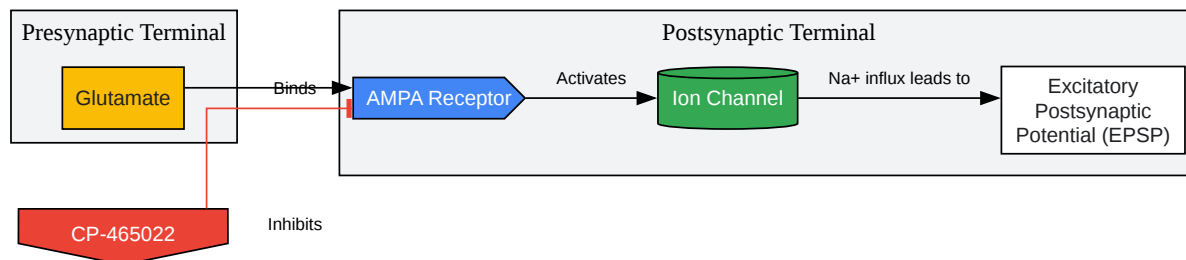 Presynaptic Terminal
Postsynaptic Terminal
Glutamate
Binds
AMPA Receptor
Activates
Ion Channel
Na+ influx leads to
Excitatory
Postsynaptic
Potential (EPSP)
CP-465022
Inhibits